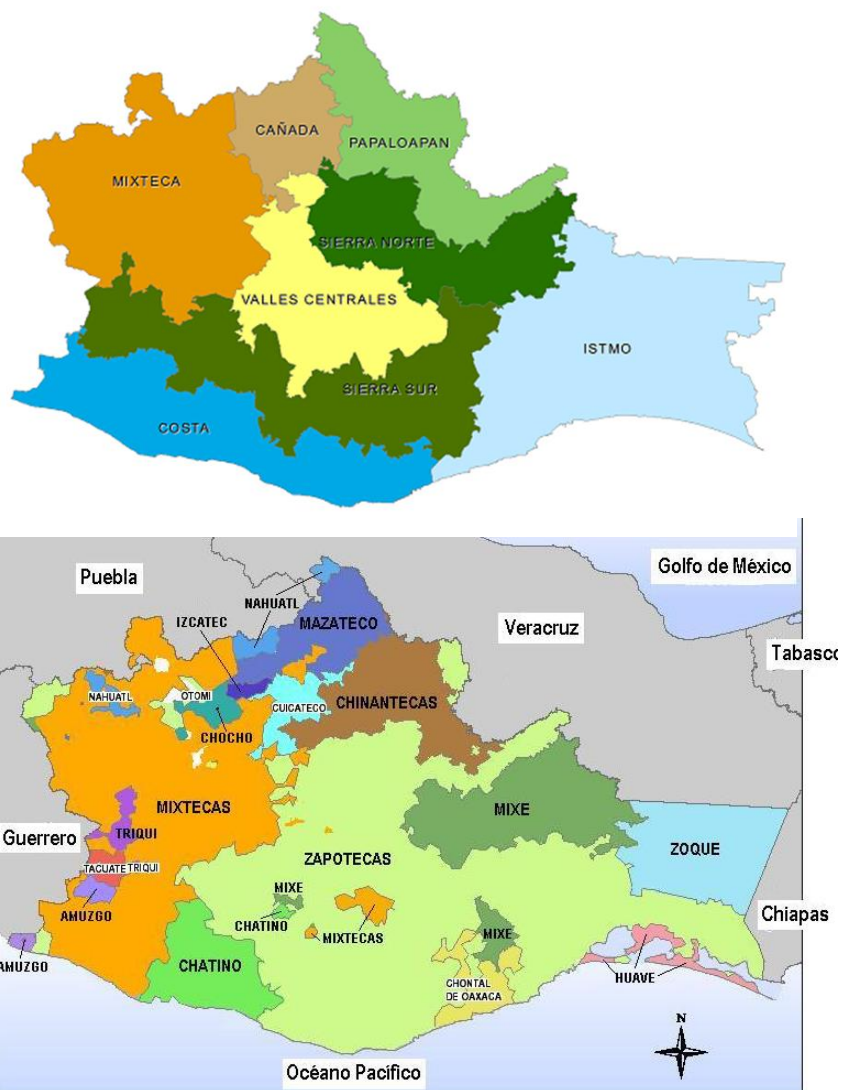 CAÑADA
PAPALOAPAN
MIXTECA
SIERRA NORTE
VALLES CENTRALES
ISTMO
SIERRA SUR
COSTA
Golfo de México
Puebla
NAHUATL
IZCATEC
MAZATECO
Veracruz
Tabasco
NAHUATL
OTOMI
CUICATECO
CHINANTECAS
CHOCHO
MIXTECAS
MIXE
Guerrero
TRIQUI
ZOQUE
ZAPOTECAS
TACUATE TRIQUI
MIXE
AMUZGO
Chiapas
CHATINO
MIXTECAS
MIXE
AMUZGO
CHATINO
HUAVE
CHONTAL
DE OAXACA
N
Océano Pacífico